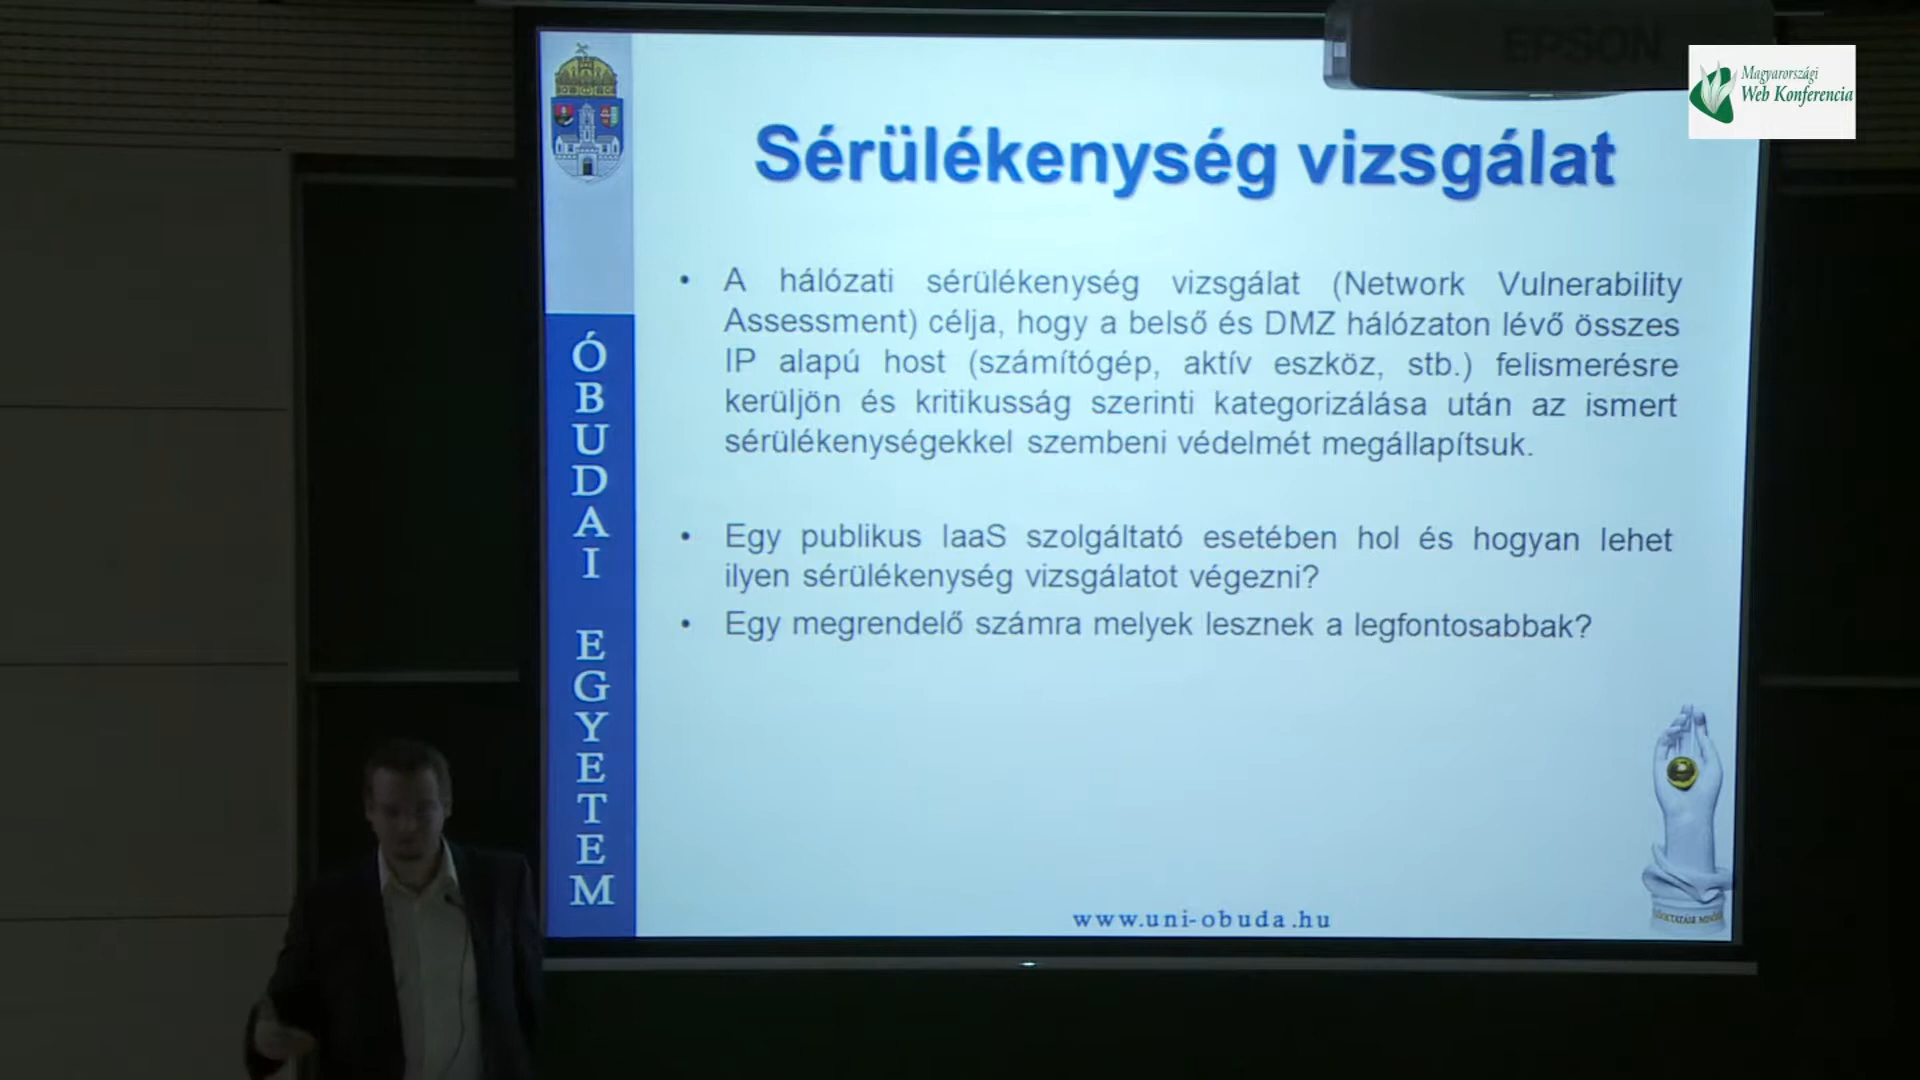 EPSON
Magyarországi
Web Konferencia
Sérülékenység vizsgálat
• A hálózati sérülékenység vizsgálat (Network Vulnerability
Assessment) célja, hogy a belső és DMZ hálózaton lévő összes
IP alapú host (számítógép, aktív eszköz, stb.) felismerésre
kerüljön és kritikusság szerinti kategorizálása után az ismert
sérülékenységekkel szembeni védelmét megállapítsuk.
• Egy publikus IaaS szolgáltató esetében hol és hogyan lehet
ilyen sérülékenység vizsgálatot végezni?
• Egy megrendelő számra melyek lesznek a legfontosabbak?
ÓBUDAI EGYETEM
www.uni-obuda.hu